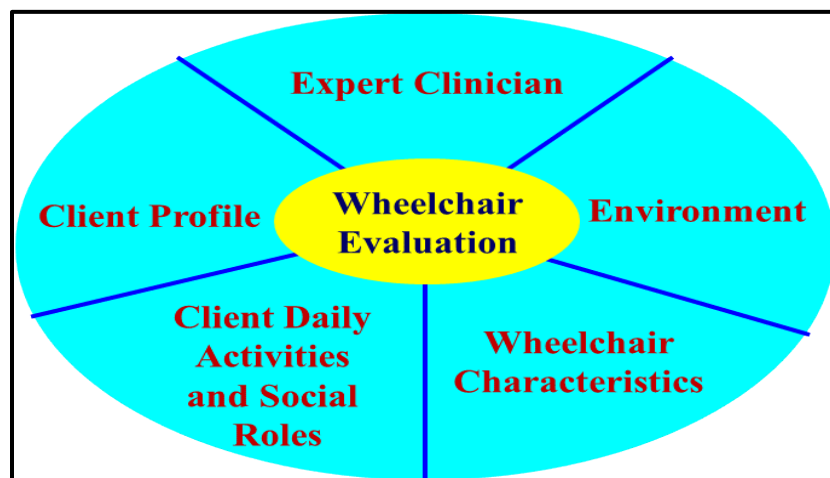 Expert Clinician
Client Profile
Wheelchair
Evaluation
Environment
Client Daily
Activities
and Social
Roles
Wheelchair
Characteristics